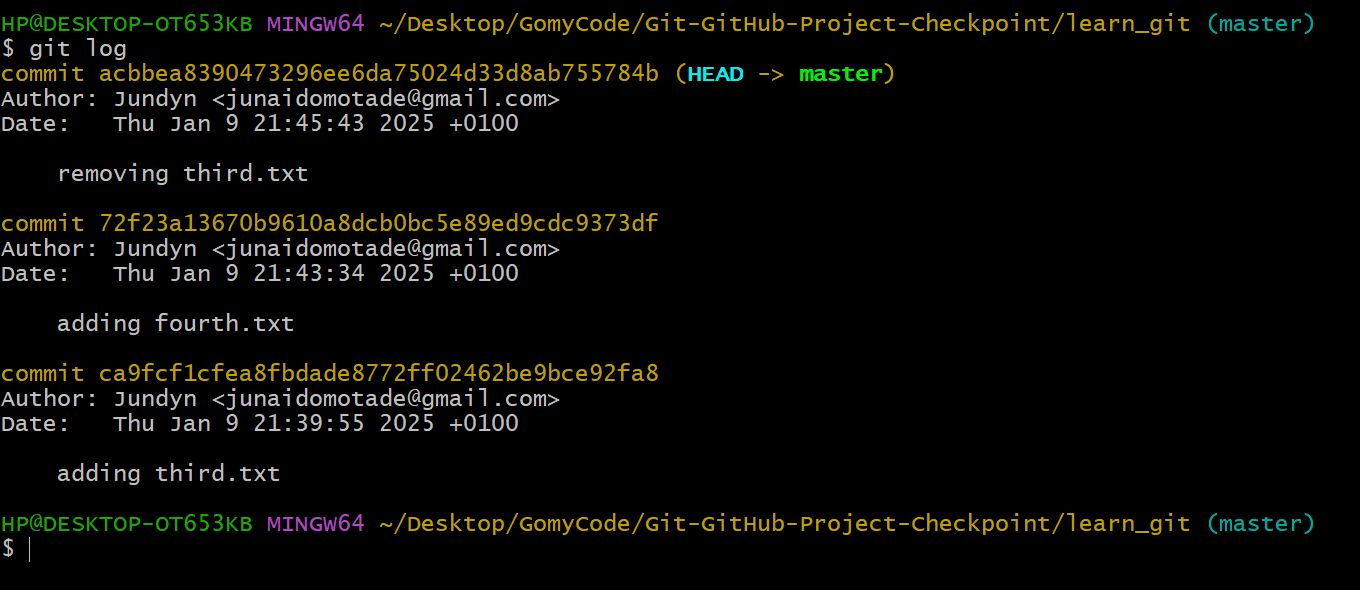 HP@DESKTOP-OT653KB MINGW64 ~/Desktop/GomyCode/Git-GitHub-Project-Checkpoint/learn_git (master)
$ git log
commit acbbea8390473296ee6da75024d33d8ab755784b (HEAD -> master)
Author: Jundyn <junaidomotade@gmail.com>
Date:   Thu Jan 9 21:45:43 2025 +0100
removing third.txt
commit 72f23a13670b9610a8dcb0bc5e89ed9cdc9373df
Author: Jundyn <junaidomotade@gmail.com>
Date:   Thu Jan 9 21:43:34 2025 +0100
adding fourth.txt
commit ca9fcf1cfea8fbdade8772ff02462be9bce92fa8
Author: Jundyn <junaidomotade@gmail.com>
Date:   Thu Jan 9 21:39:55 2025 +0100
adding third.txt
HP@DESKTOP-OT653KB MINGW64 ~/Desktop/GomyCode/Git-GitHub-Project-Checkpoint/learn_git (master)
$